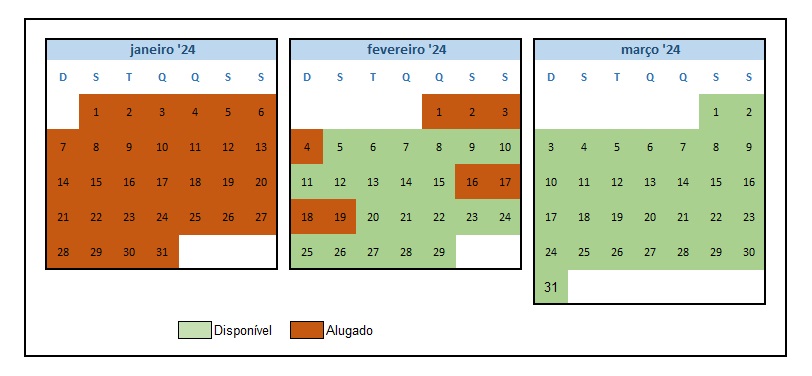 janeiro '24 fevereiro '24 março '24
D S T Q Q S S D S T Q Q S S D S T Q Q S S
1 2 3 4 5 6 1 2 3 1 2
7 8 9 10 11 12 13 4 5 6 7 8 9 10 3 4 5 6 7 8 9
14 15 16 17 18 19 20 11 12 13 14 15 16 17 10 11 12 13 14 15 16
21 22 23 24 25 26 27 18 19 20 21 22 23 24 17 18 19 20 21 22 23
28 29 30 31 25 26 27 28 29 24 25 26 27 28 29 30
31
Disponível Alugado